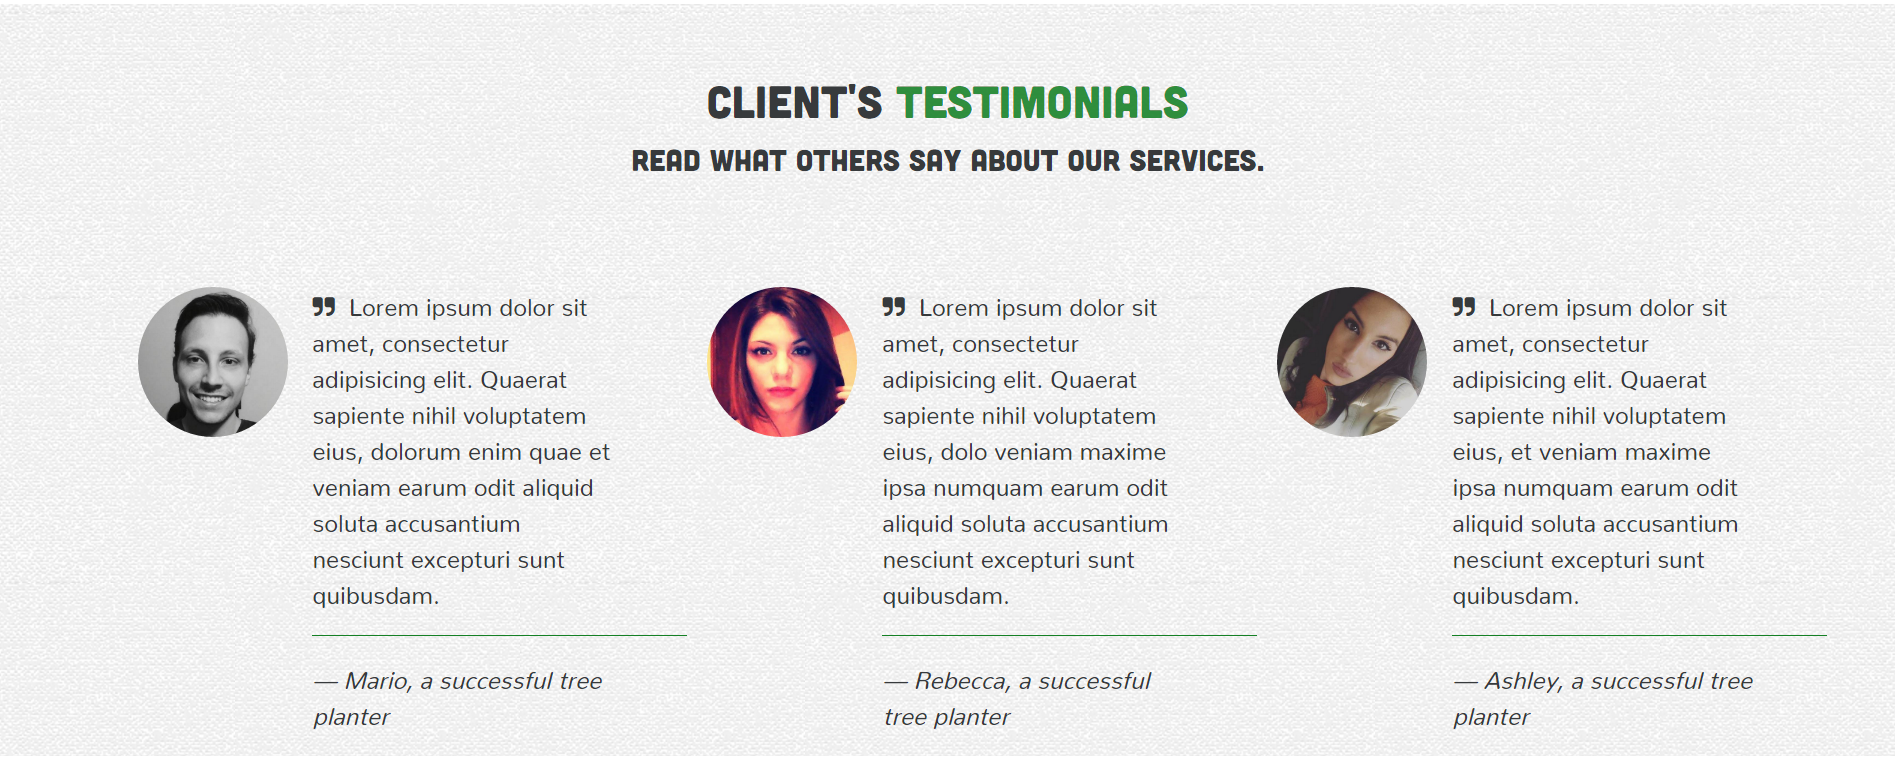 CLIENT'S TESTIMONIALS
READ WHAT OTHERS SAY ABOUT OUR SERVICES.
” Lorem ipsum dolor sit
amet, consectetur
adipisicing elit. Quaerat
sapiente nihil voluptatem
eius, dolorum enim quae et
veniam earum odit aliquid
soluta accusantium
nesciunt excepturi sunt
quibusdam.
— Mario, a successful tree
planter
” Lorem ipsum dolor sit
amet, consectetur
adipisicing elit. Quaerat
sapiente nihil voluptatem
eius, dolo veniam maxime
ipsa numquam earum odit
aliquid soluta accusantium
nesciunt excepturi sunt
quibusdam.
— Rebecca, a successful
tree planter
” Lorem ipsum dolor sit
amet, consectetur
adipisicing elit. Quaerat
sapiente nihil voluptatem
eius, et veniam maxime
ipsa numquam earum odit
aliquid soluta accusantium
nesciunt excepturi sunt
quibusdam.
— Ashley, a successful tree
planter